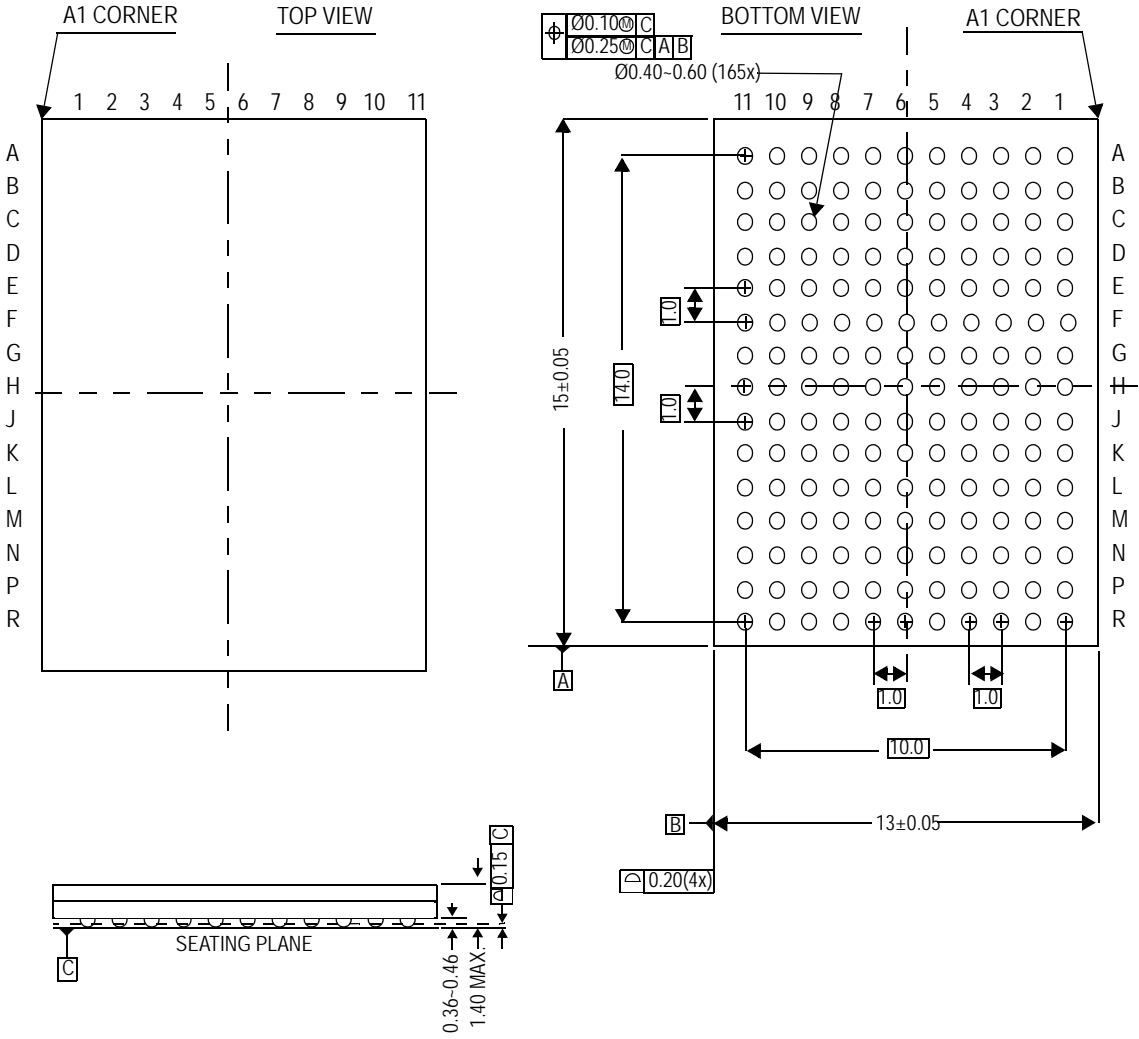 A1 CORNER
TOP VIEW
1 2 3 4 5 6 7 8 9 10 11
A
B
C
D
E
F
G
H
J
K
L
M
N
P
R
Ø0.10Ⓜ C
Ø0.25Ⓜ C A B
BOTTOM VIEW
A1 CORNER
Ø0.40~0.60 (165x)
11 10 9 8 7 6 5 4 3 2 1
A
B
C
D
E
F
G
H
J
K
L
M
N
P
R
1.0
1.0
15±0.05
14.0
A
1.0
1.0
10.0
B
13±0.05
0.20(4x)
0.15 C
SEATING PLANE
C
0.36~0.46
1.40 MAX.